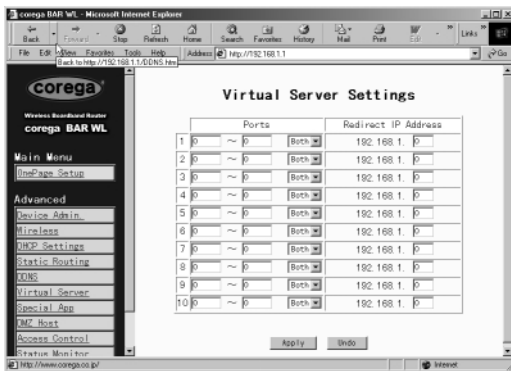 corega BAR WL - Microsoft Internet Explorer
Back Forward Stop Refresh Home Search Favorites History Mail Print Edit Links
File Edit View Favorites Tools Help Address http://192.168.1.1 Go
Back to http://192.168.1.1/DDNS.htm
corega
Wireless Boardband Router
corega BAR WL
Main Menu
OnePage Setup
Advanced
Device Admin.
Wireless
DHCP Settings
Static Routing
DDNS
Virtual Server
Special App
DMZ Host
Access Control
Status Monitor
Virtual Server Settings
Ports Redirect IP Address
1 0 ~ 0 Both 192.168.1. 0
2 0 ~ 0 Both 192.168.1. 0
3 0 ~ 0 Both 192.168.1. 0
4 0 ~ 0 Both 192.168.1. 0
5 0 ~ 0 Both 192.168.1. 0
6 0 ~ 0 Both 192.168.1. 0
7 0 ~ 0 Both 192.168.1. 0
8 0 ~ 0 Both 192.168.1. 0
9 0 ~ 0 Both 192.168.1. 0
10 0 ~ 0 Both 192.168.1. 0
Apply Undo
http://www.corega.co.jp/ Internet